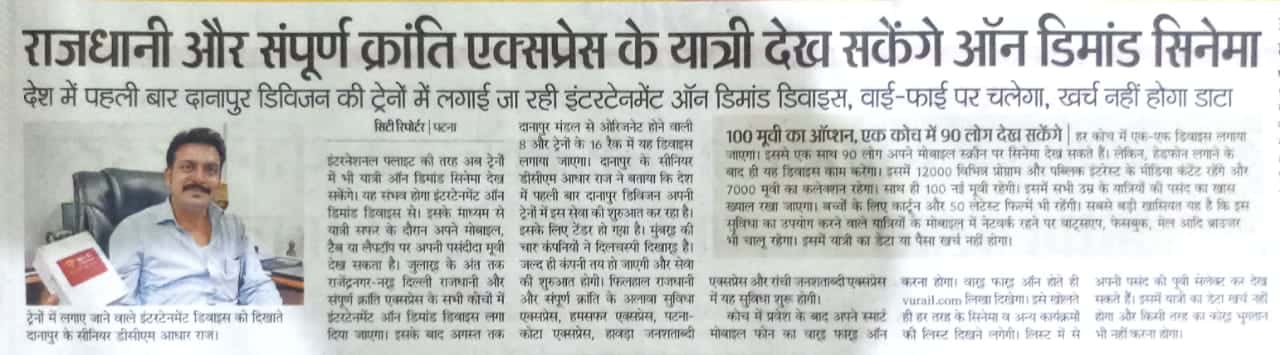 राजधानी और संपूर्ण क्रांति एक्सप्रेस के यात्री देख सकेंगे ऑन डिमांड सिनेमा
देश में पहली बार दानापुर डिविजन की ट्रेनों में लगाई जा रही इंटरटेनमेंट ऑन डिमांड डिवाइस, वाई-फाई पर चलेगा, खर्च नहीं होगा डाटा
ट्रेनों में लगाए जाने वाले इंटरटेनमेंट डिवाइस को दिखाते
दानापुर के सीनियर डीसीएम आधार राज।
सिटी रिपोर्टर | पटना
इंटरनेशनल फ्लाइट की तरह अब ट्रेनों
में भी यात्री ऑन डिमांड सिनेमा देख
सकेंगे। यह संभव होगा इंटरटेनमेंट ऑन
डिमांड डिवाइस से। इसके माध्यम से
यात्री सफर के दौरान अपने मोबाइल,
टैब या लैपटॉप पर अपनी पसंदीदा मूवी
देख सकता है। जुलाई के अंत तक
राजेंद्रनगर-नई दिल्ली राजधानी और
संपूर्ण क्रांति एक्सप्रेस के सभी कोचों में
इंटरटेनमेंट ऑन डिमांड डिवाइस लगा
दिया जाएगा। इसके बाद अगस्त तक
दानापुर मंडल से ओरिजनेट होने वाली
8 और ट्रेनों के 16 रैक में यह डिवाइस
लगाया जाएगा। दानापुर के सीनियर
डीसीएम आधार राज ने बताया कि देश
में पहली बार दानापुर डिविजन अपनी
ट्रेनों में इस सेवा की शुरुआत कर रहा है।
इसके लिए टेंडर हो गया है। मुंबई की
चार कंपनियों ने दिलचस्पी दिखाई है।
जल्द ही कंपनी तय हो जाएगी और सेवा
की शुरुआत होगी। फिलहाल राजधानी
और संपूर्ण क्रांति के अलावा सुविधा
एक्सप्रेस, हमसफर एक्सप्रेस, पटना-
कोटा एक्सप्रेस, हावड़ा जनशताब्दी
100 मूवी का ऑप्शन, एक कोच में 90 लोग देख सकेंगे | हर कोच में एक-एक डिवाइस लगाया
जाएगा। इससे एक साथ 90 लोग अपने मोबाइल स्क्रीन पर सिनेमा देख सकते हैं। लेकिन, हेडफोन लगाने के
बाद ही यह डिवाइस काम करेगा। इसमें 12000 विभिन्न प्रोग्राम और पब्लिक इंटरेस्ट के मीडिया कंटेंट रहेंगे और
7000 मूवी का कलेक्शन रहेगा। साथ ही 100 नई मूवी रहेगी। इसमें सभी उम्र के यात्रियों की पसंद का खास
ख्याल रखा जाएगा। बच्चों के लिए कार्टून और 50 लेटेस्ट फिल्में भी रहेंगी। सबसे बड़ी खासियत यह है कि इस
सुविधा का उपयोग करने वाले यात्रियों के मोबाइल में नेटवर्क रहने पर वाट्सएप, फेसबुक, मेल आदि ब्राउजर
भी चालू रहेगा। इसमें यात्री का डेटा या पैसा खर्च नहीं होगा।
एक्सप्रेस और रांची जनशताब्दी एक्सप्रेस
में यह सुविधा शुरू होगी।
कोच में प्रवेश के बाद अपने स्मार्ट
मोबाइल फोन का वाई फाई ऑन
करना होगा। वाई फाई ऑन होते ही
vurail.com लिखा दिखेगा। इसे खोलते
ही हर तरह के सिनेमा व अन्य कार्यक्रमों
की लिस्ट दिखने लगेगी। लिस्ट में से
अपनी पसंद की मूवी सेलेक्ट कर देख
सकते हैं। इसमें यात्री का डेटा खर्च नहीं
होगा और किसी तरह का कोई भुगतान
भी नहीं करना होगा।